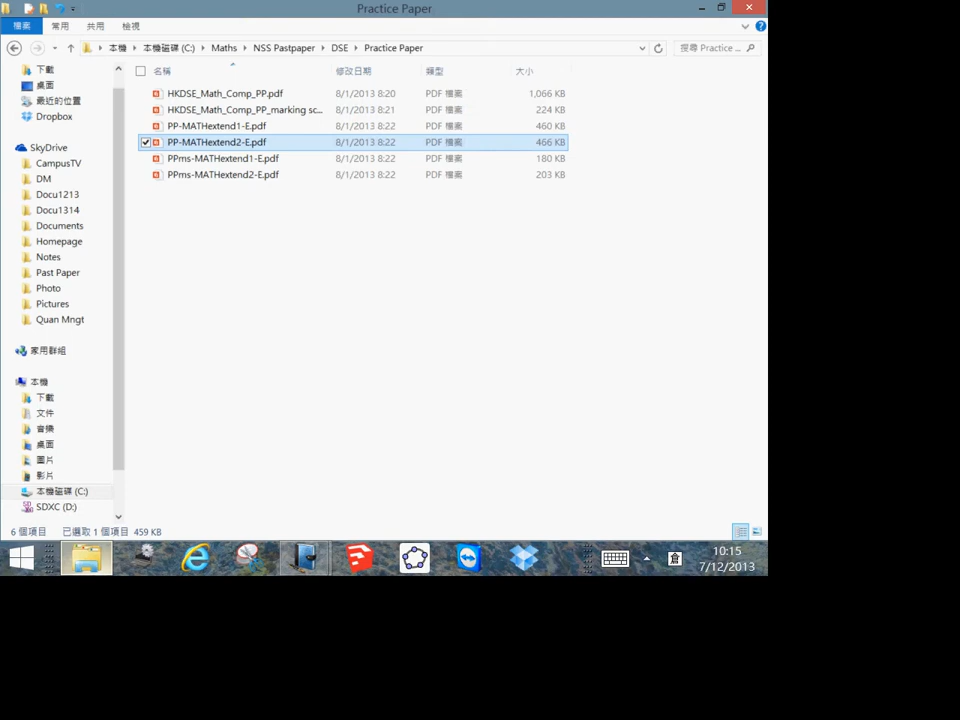 Practice Paper
檔案 常用 共用 檢視
本機 本機磁碟 (C:) Maths NSS Pastpaper DSE Practice Paper 搜尋 Practice ...
名稱 修改日期 類型 大小
HKDSE_Math_Comp_PP.pdf 8/1/2013 8:20 PDF 檔案 1,066 KB
HKDSE_Math_Comp_PP_marking sc... 8/1/2013 8:21 PDF 檔案 224 KB
PP-MATHextend1-E.pdf 8/1/2013 8:22 PDF 檔案 460 KB
PP-MATHextend2-E.pdf 8/1/2013 8:22 PDF 檔案 466 KB
PPms-MATHextend1-E.pdf 8/1/2013 8:22 PDF 檔案 180 KB
PPms-MATHextend2-E.pdf 8/1/2013 8:22 PDF 檔案 203 KB
下載
桌面
最近的位置
Dropbox
SkyDrive
CampusTV
DM
Docu1213
Docu1314
Documents
Homepage
Notes
Past Paper
Photo
Pictures
Quan Mngt
家用群組
本機
下載
文件
音樂
桌面
圖片
影片
本機磁碟 (C:)
SDXC (D:)
6 個項目 已選取 1 個項目 459 KB
倉
10:15
7/12/2013